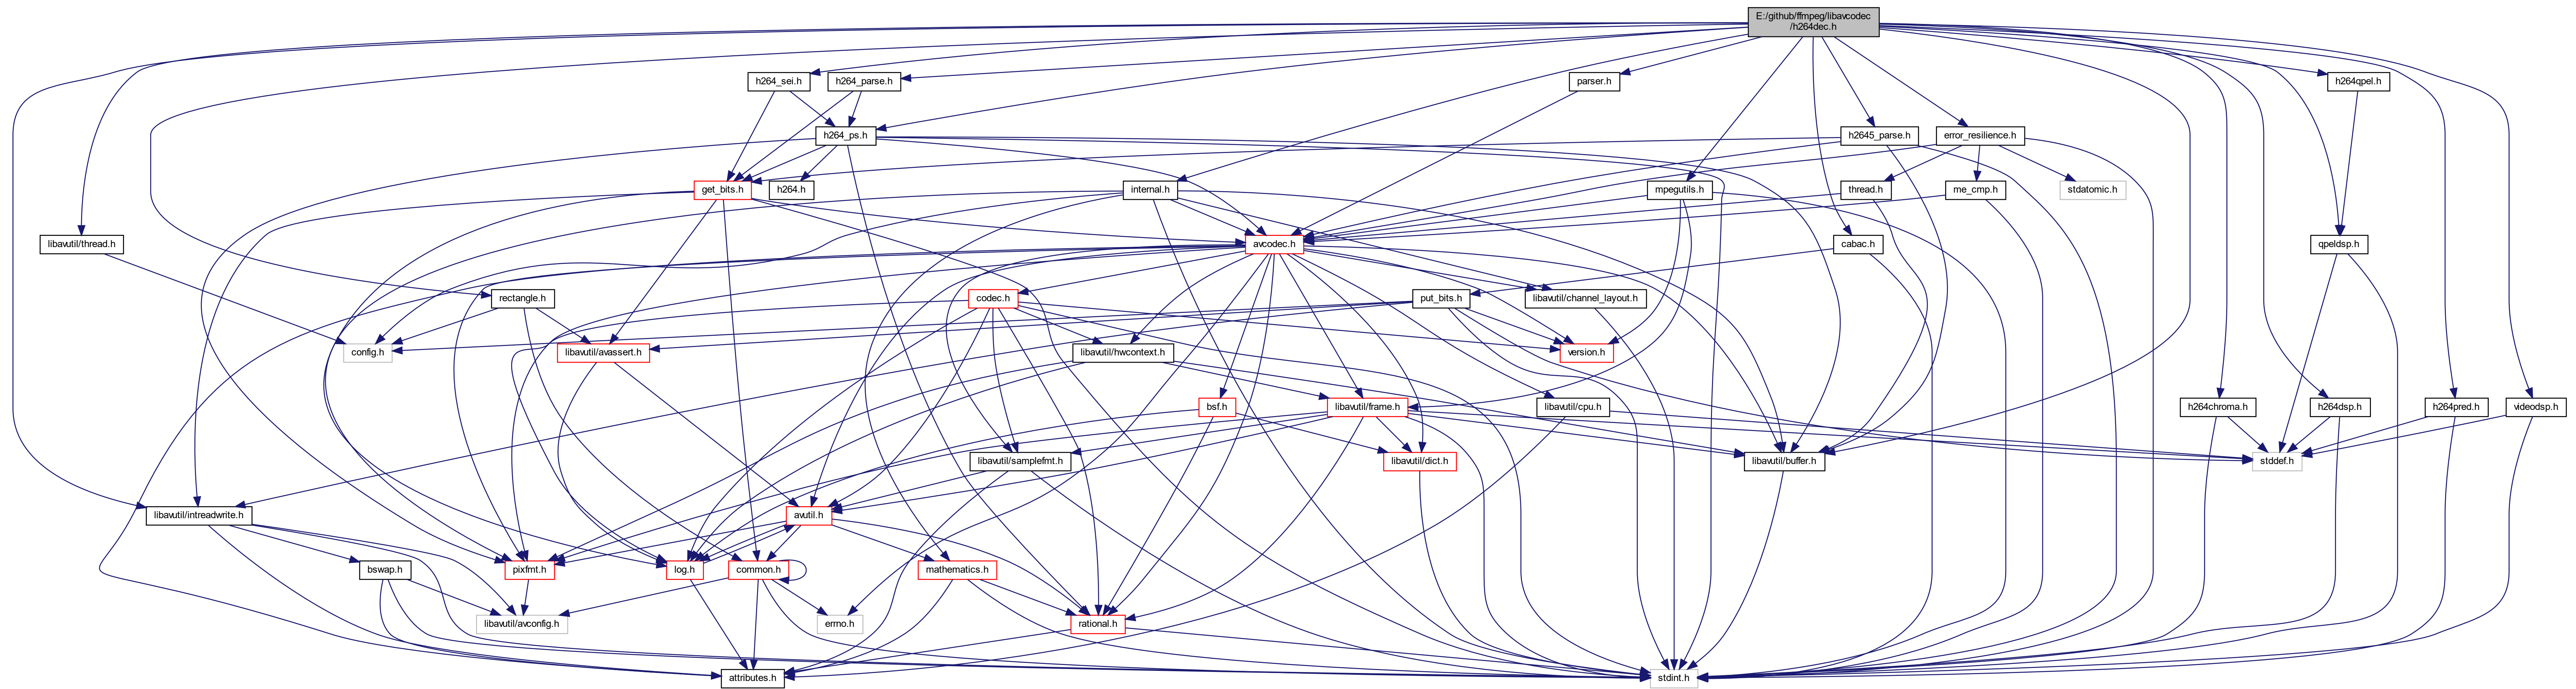 E:/github/ffmpeg/libavcodec
/h264dec.h
h264_sei.h
h264_parse.h
parser.h
h264qpel.h
h264_ps.h
h2645_parse.h
error_resilience.h
get_bits.h
h264.h
internal.h
mpegutils.h
thread.h
me_cmp.h
stdatomic.h
libavutil/thread.h
avcodec.h
cabac.h
qpeldsp.h
rectangle.h
codec.h
put_bits.h
libavutil/channel_layout.h
config.h
libavutil/avassert.h
libavutil/hwcontext.h
version.h
bsf.h
libavutil/frame.h
libavutil/cpu.h
h264chroma.h
h264dsp.h
h264pred.h
videodsp.h
libavutil/samplefmt.h
libavutil/dict.h
libavutil/buffer.h
stddef.h
libavutil/intreadwrite.h
avutil.h
bswap.h
pixfmt.h
log.h
common.h
mathematics.h
libavutil/avconfig.h
errno.h
rational.h
attributes.h
stdint.h